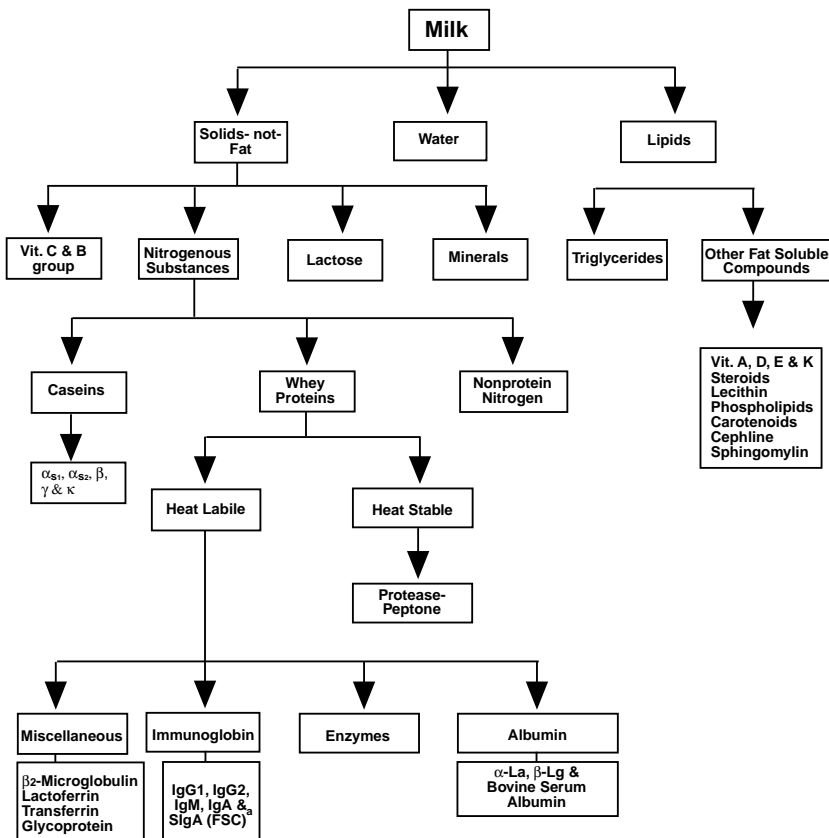 Milk
Solids- not-
Fat
Water
Lipids
Vit. C & B
group
Nitrogenous
Substances
Lactose
Minerals
Triglycerides
Other Fat Soluble
Compounds
Caseins
Whey
Proteins
Nonprotein
Nitrogen
Vit. A, D, E & K
Steroids
Lecithin
Phospholipids
Carotenoids
Cephline
Sphingomylin
αs1, αs2, β,
γ & κ
Heat Labile
Heat Stable
Protease-
Peptone
Miscellaneous
Immunoglobin
Enzymes
Albumin
β2-Microglobulin
Lactoferrin
Transferrin
Glycoprotein
IgG1, IgG2,
IgM, IgA &
SIgA (FSC)a
α-La, β-Lg &
Bovine Serum
Albumin